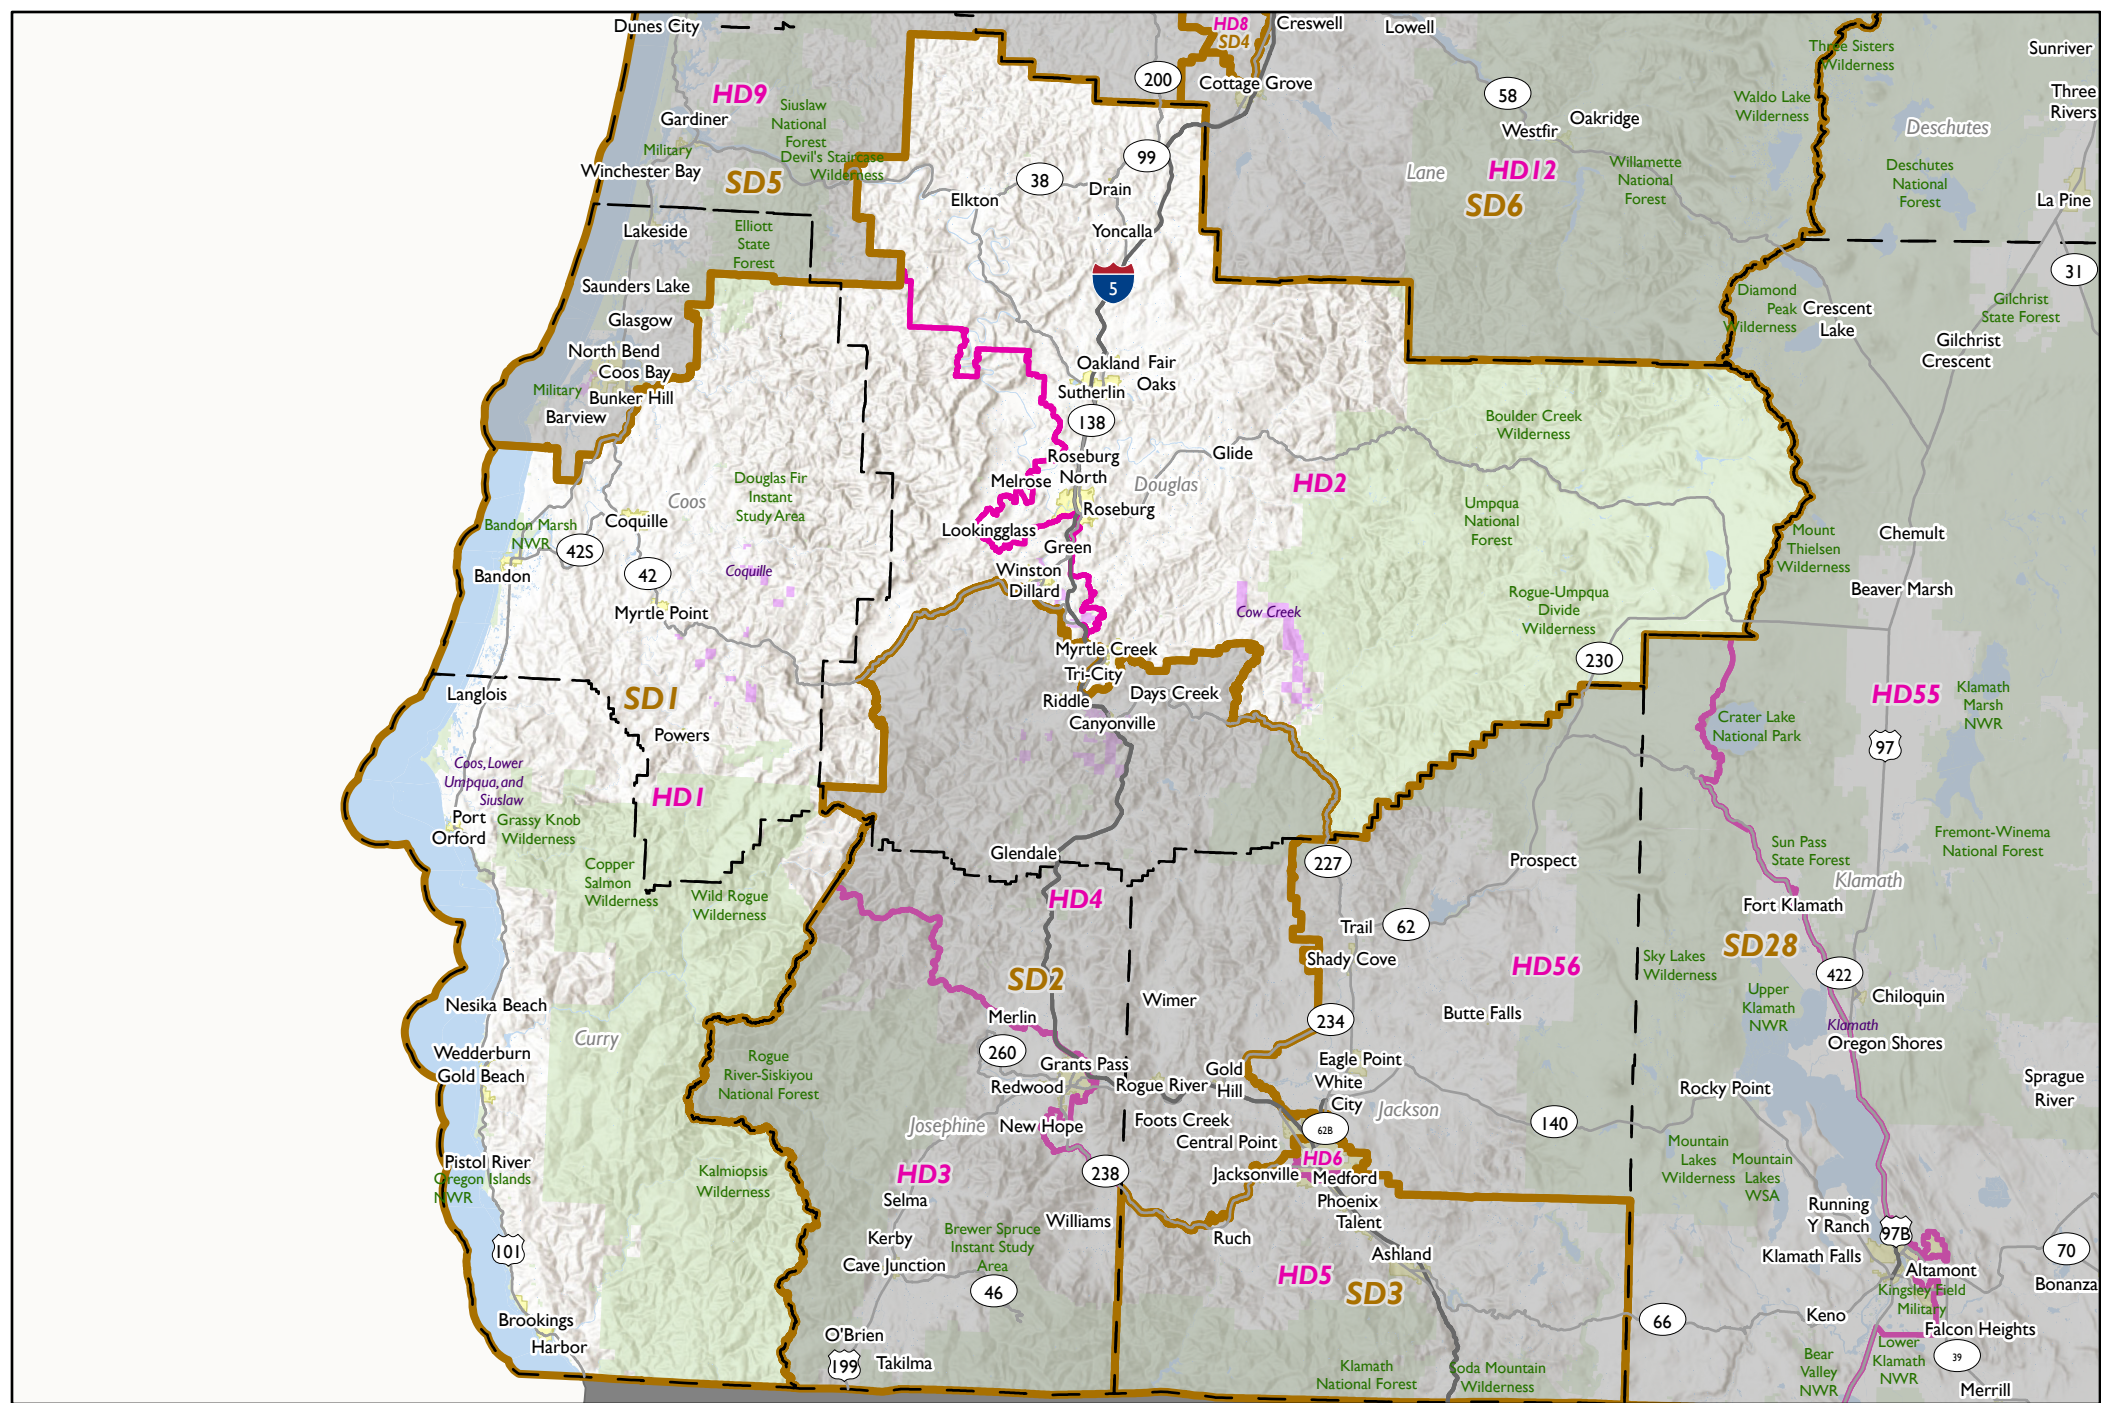 Dunes City
HD8
SD4
Creswell
Lowell
Three Sisters
Wilderness
Sunriver
200
Cottage Grove
58
HD9
Siuslaw
National
Forest
Gardiner
Waldo Lake
Wilderness
Three
Rivers
Westfir
Oakridge
Deschutes
Military
Devil's Staircase
Wilderness
99
Winchester Bay
SD5
38
Drain
Elkton
Lane
HD12
SD6
Willamette
National
Forest
Deschutes
National
Forest
La Pine
Lakeside
Elliott
State
Forest
Yoncalla
31
Saunders Lake
5
Diamond
Peak
Wilderness
Crescent
Lake
Gilchrist
State Forest
Glasgow
North Bend
Coos Bay
Gilchrist
Crescent
Oakland
Fair
Oaks
Sutherlin
Military
Bunker Hill
Barview
138
Boulder Creek
Wilderness
Roseburg
North
Glide
Melrose
Douglas
HD2
Douglas Fir
Instant
Study Area
Coos
Roseburg
Umpqua
National
Forest
Bandon Marsh
NWR
Coquille
Lookingglass
Mount
Thielsen
Wilderness
Chemult
42S
Green
Bandon
42
Coquille
Winston
Dillard
Beaver Marsh
Myrtle Point
Cow Creek
Rogue-Umpqua
Divide
Wilderness
Myrtle Creek
230
Tri-City
Langlois
SD1
Riddle
Days Creek
HD55
Klamath
Marsh
NWR
Powers
Canyonville
Crater Lake
National Park
97
Coos, Lower
Umpqua, and
Siuslaw
HD1
Port
Orford
Grassy Knob
Wilderness
Sun Pass
State Forest
Fremont-Winema
National Forest
Glendale
227
Prospect
Copper
Salmon
Wilderness
Wild Rogue
Wilderness
HD4
Klamath
Fort Klamath
Trail
62
SD2
Shady Cove
HD56
Sky Lakes
Wilderness
SD28
422
Nesika Beach
Wimer
Upper
Klamath
NWR
Chiloquin
Merlin
234
Butte Falls
Klamath
Oregon Shores
Curry
260
Wedderburn
Gold Beach
Rogue
River-Siskiyou
National Forest
Grants Pass
Redwood
Rogue River
Gold
Hill
Eagle Point
White
City
Rocky Point
Sprague
River
Josephine
New Hope
Foots Creek
Jackson
Central Point
62B
140
Pistol River
Oregon Islands
NWR
Kalmiopsis
Wilderness
HD3
238
HD6
Jacksonville
Medford
Mountain
Lakes
Wilderness
Mountain
Lakes
WSA
Selma
Phoenix
Talent
Williams
Running
Y Ranch
97B
101
Kerby
Brewer Spruce
Instant Study
Area
Ruch
Ashland
Klamath Falls
70
Cave Junction
Altamont
Bonanza
46
HD5
SD3
Kingsley Field
Military
Brookings
66
Keno
Harbor
O'Brien
Falcon Heights
199
Takilma
Klamath
National Forest
Soda Mountain
Wilderness
Bear
Valley
NWR
Lower
Klamath
NWR
39
Merrill